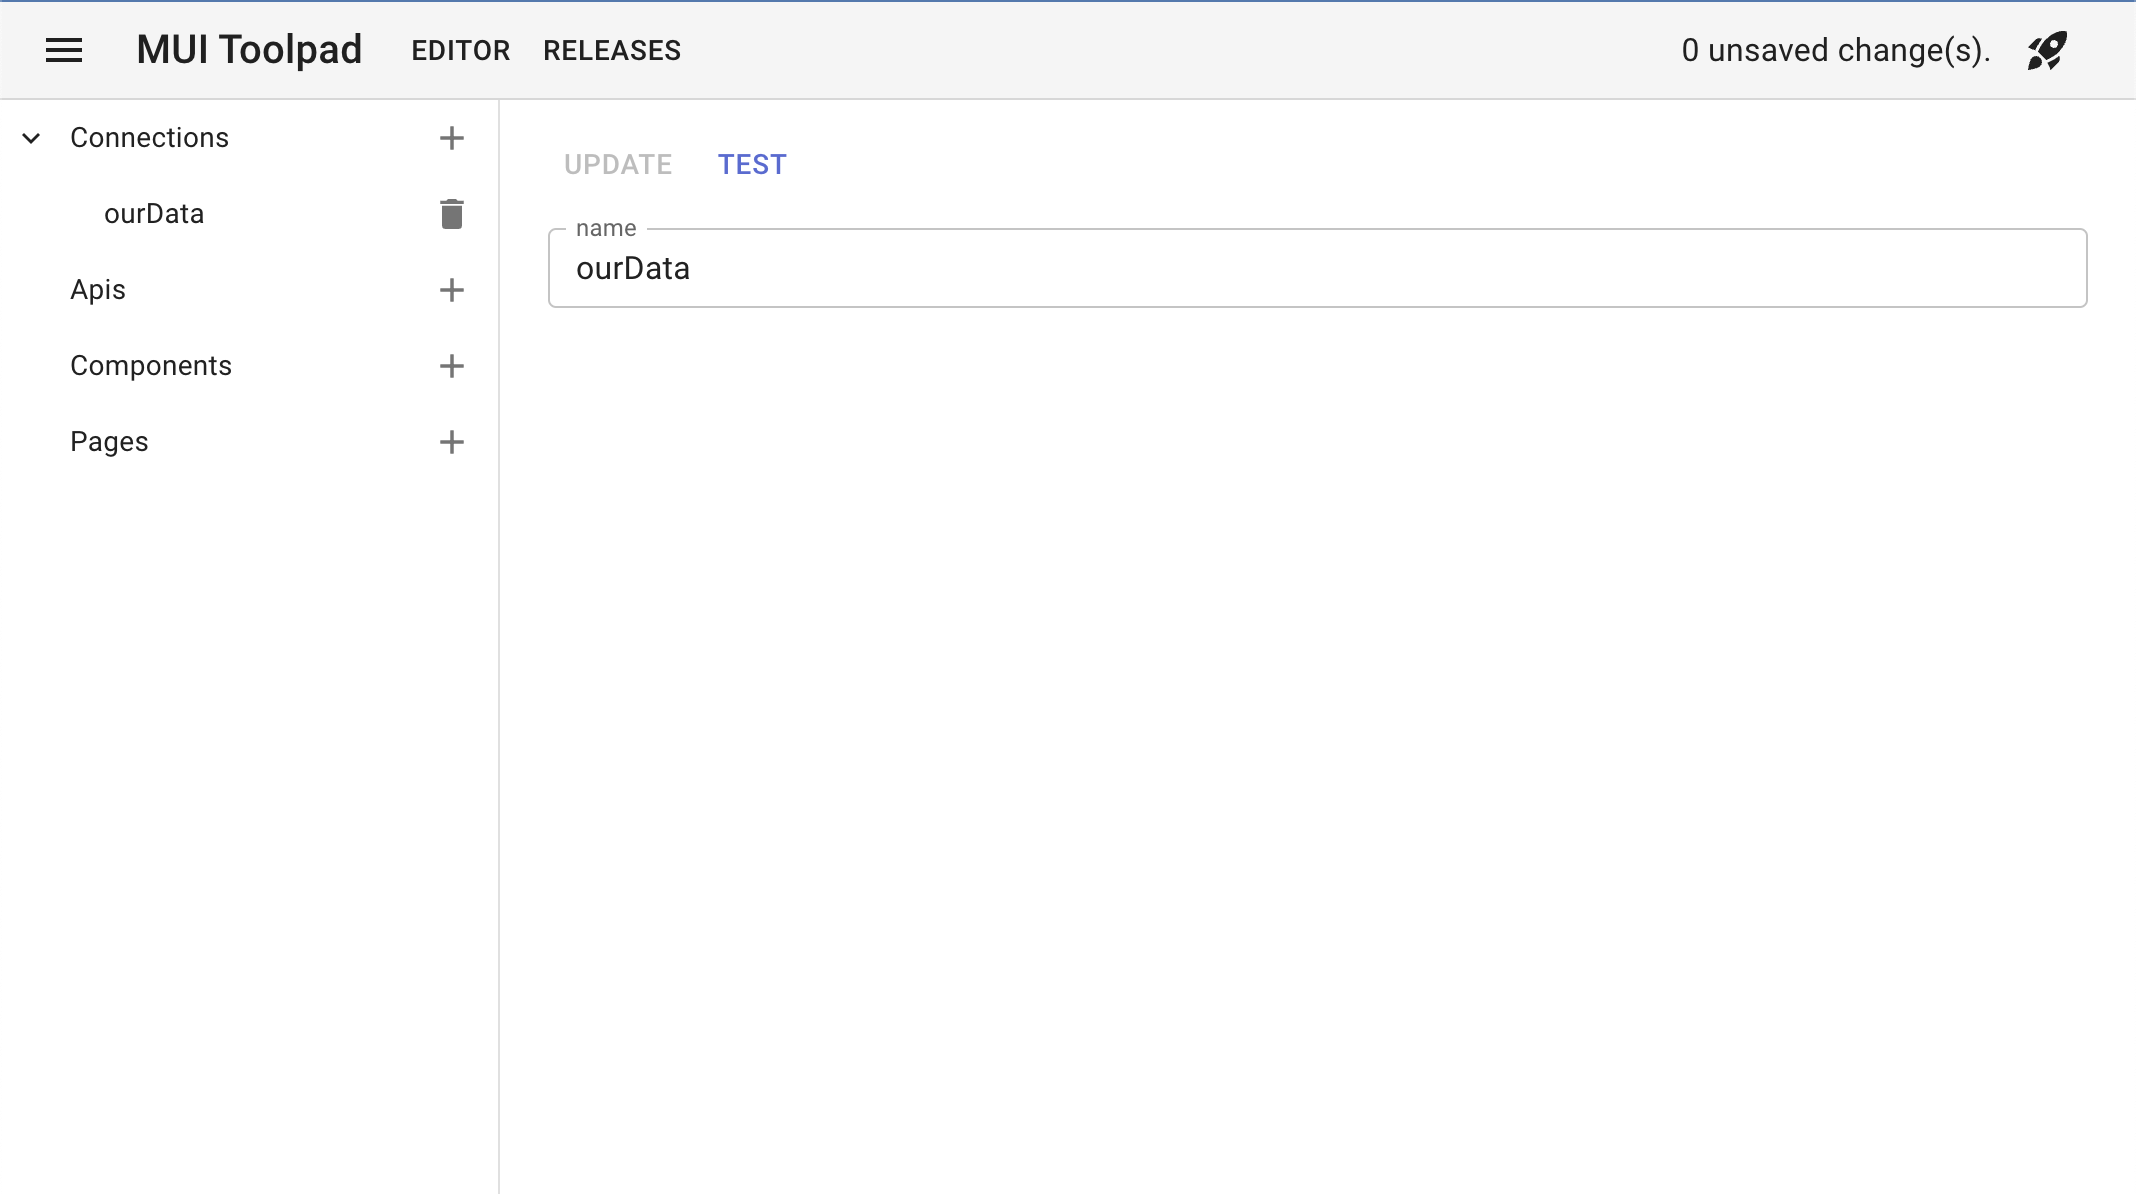 MUI Toolpad EDITOR RELEASES 0 unsaved change(s).
Connections
ourData
Apis
Components
Pages
UPDATE TEST
name
ourData